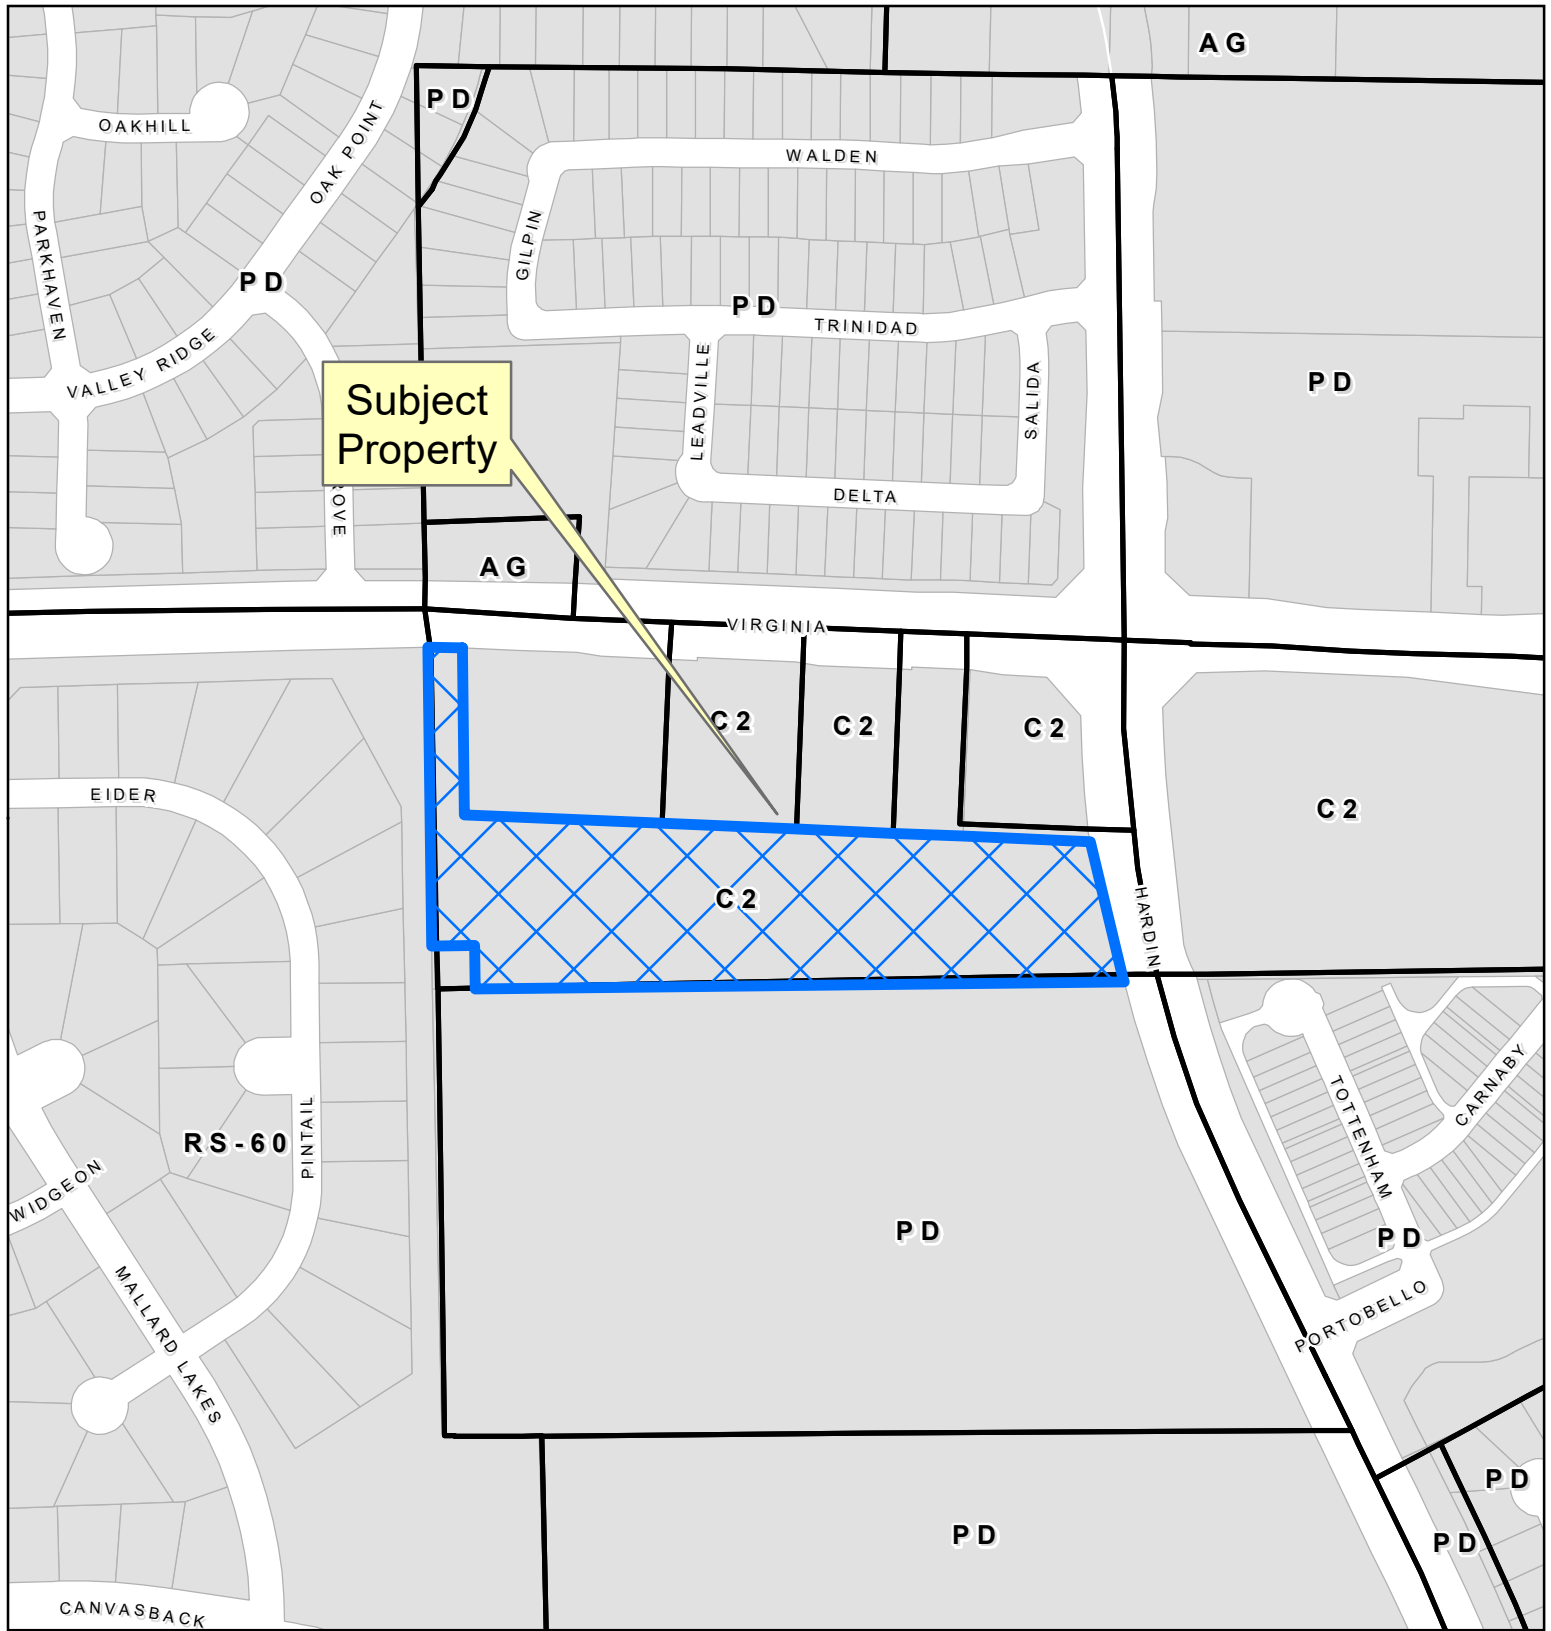 AG
PD
OAKHILL
OAK POINT
WALDEN
PARKHAVEN
GILPIN
PD
PD
TRINIDAD
VALLEY RIDGE
LEADVILLE
SALIDA
PD
Subject
Property
DELTA
ROVE
AG
VIRGINIA
C2
C2
C2
EIDER
C2
C2
HARDIN
CARNABY
TOTTENHAM
RS-60
PINTAIL
WIDGEON
PD
PD
MALLARD LAKES
PORTOBELLO
PD
PD
PD
CANVASBACK